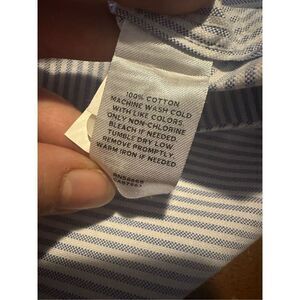 100% COTTON
MACHINE WASH COLD
WITH LIKE COLORS.
ONLY NON-CHLORINE
BLEACH IF NEEDED.
TUMBLE DRY LOW.
REMOVE PROMPTLY.
WARM IRON IF NEEDED.